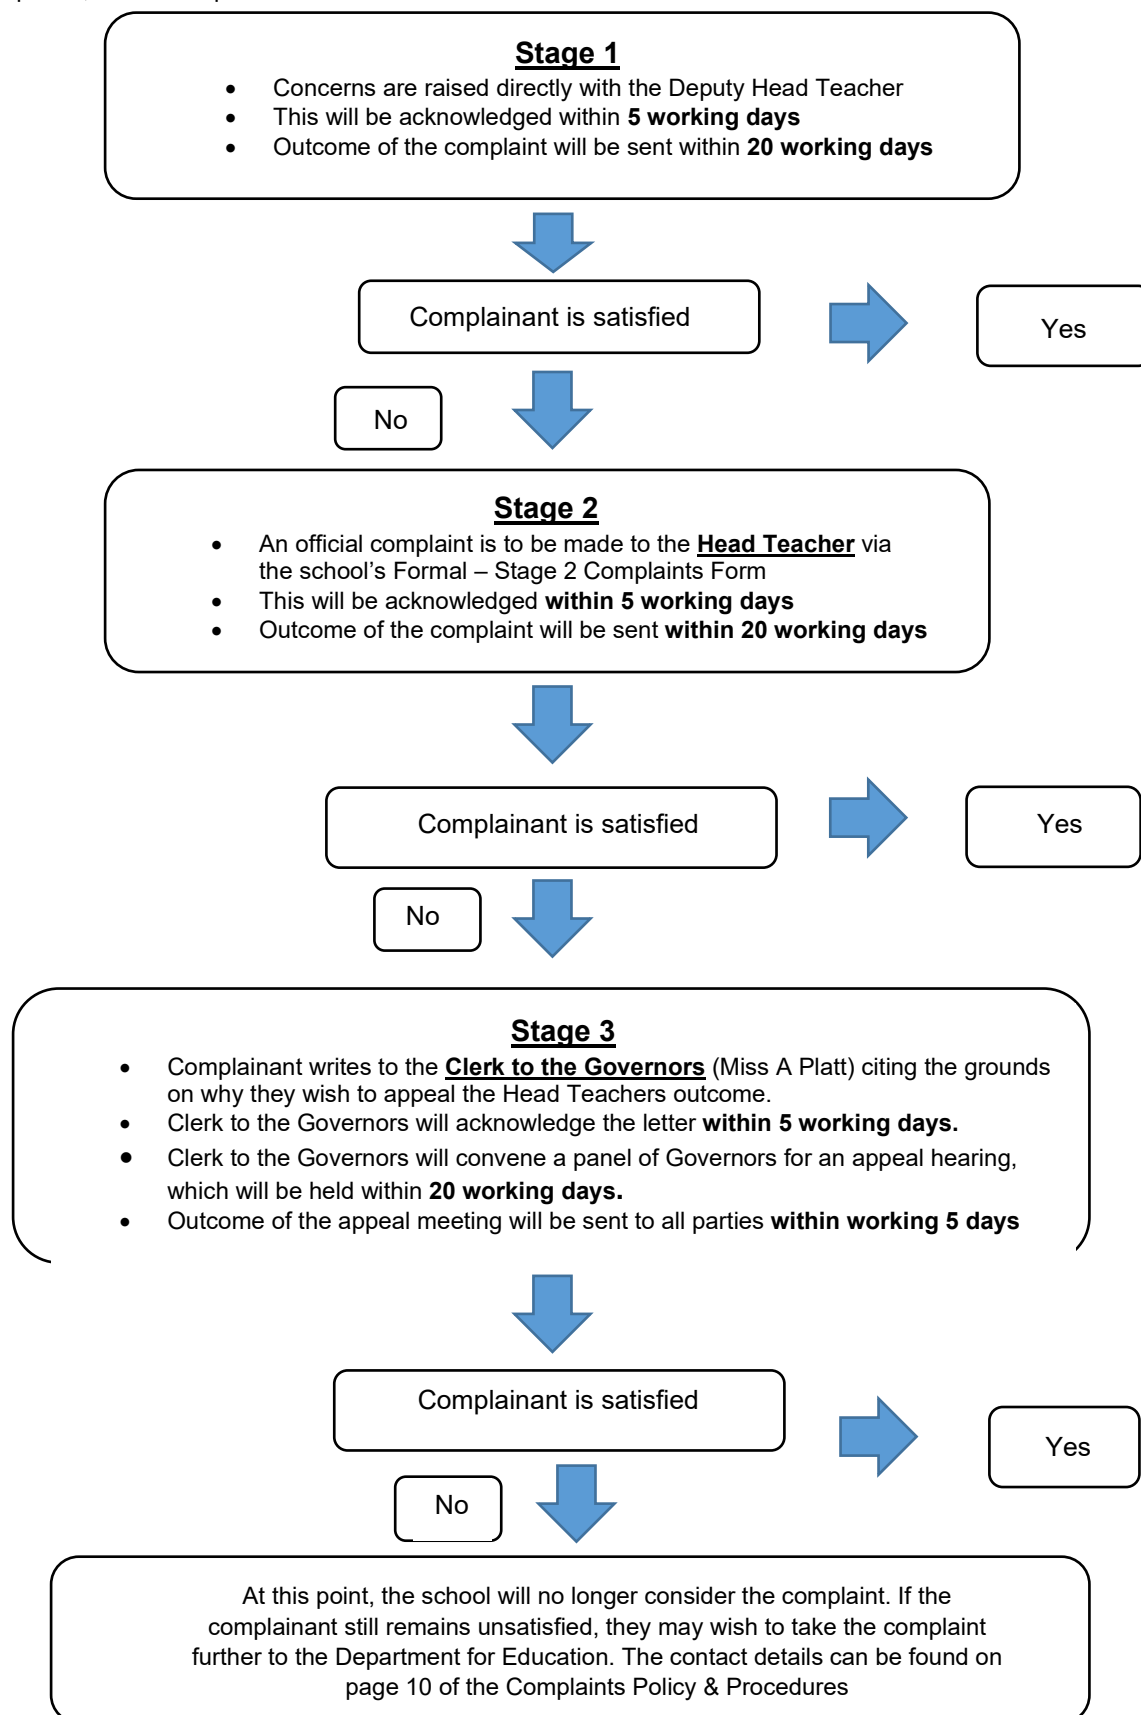 Stage 1
• Concerns are raised directly with the Deputy Head Teacher
• This will be acknowledged within 5 working days
• Outcome of the complaint will be sent within 20 working days
Complainant is satisfied
Yes
No
Stage 2
• An official complaint is to be made to the Head Teacher via
the school’s Formal – Stage 2 Complaints Form
• This will be acknowledged within 5 working days
• Outcome of the complaint will be sent within 20 working days
Complainant is satisfied
Yes
No
Stage 3
• Complainant writes to the Clerk to the Governors (Miss A Platt) citing the grounds
on why they wish to appeal the Head Teachers outcome.
• Clerk to the Governors will acknowledge the letter within 5 working days.
• Clerk to the Governors will convene a panel of Governors for an appeal hearing,
which will be held within 20 working days.
• Outcome of the appeal meeting will be sent to all parties within working 5 days
Complainant is satisfied
Yes
No
At this point, the school will no longer consider the complaint. If the
complainant still remains unsatisfied, they may wish to take the complaint
further to the Department for Education. The contact details can be found on
page 10 of the Complaints Policy & Procedures